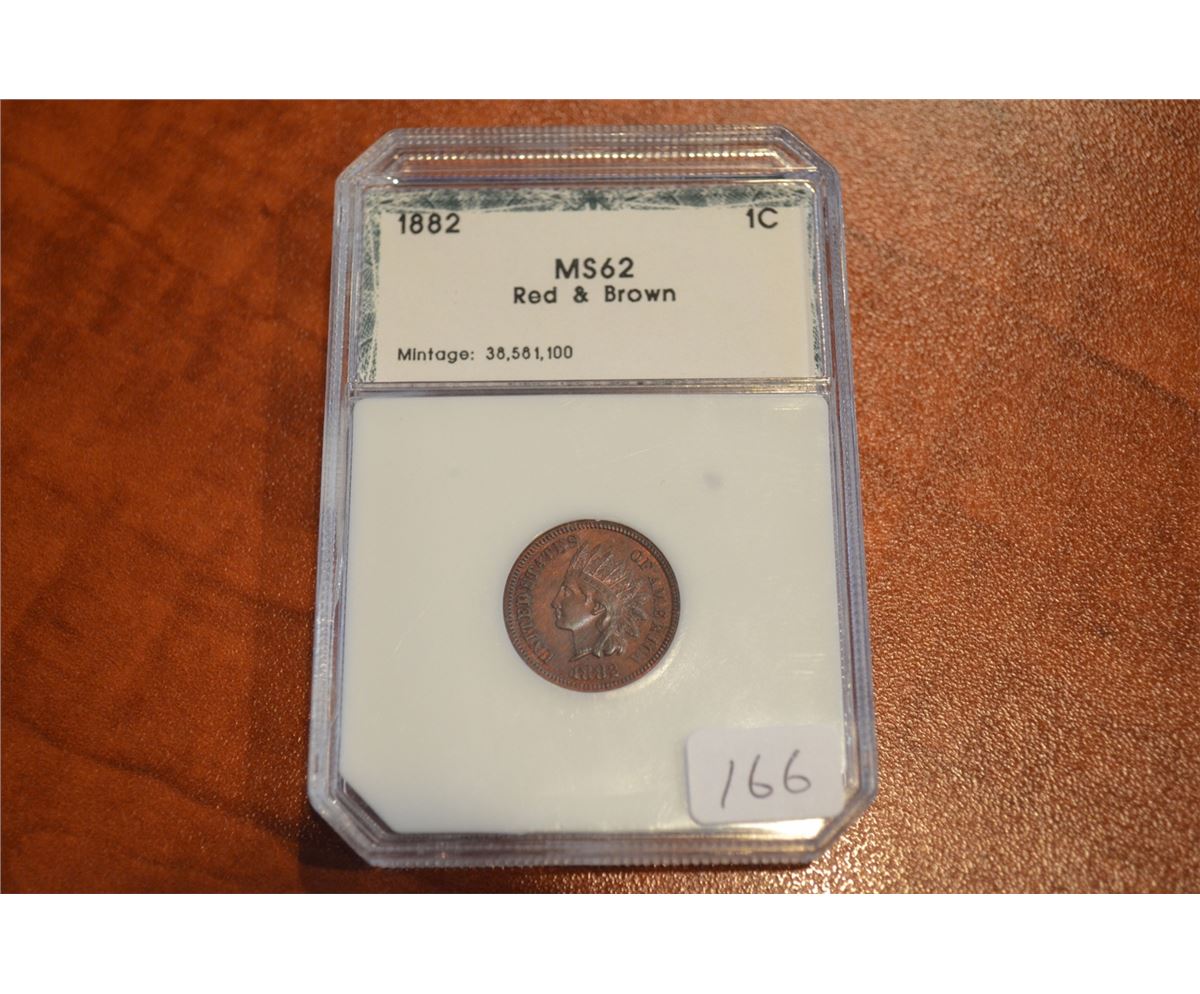 1882 1C
MS62
Red & Brown
Mintage: 38,581,100
UNITED STATES OF AMERICA
1882
166